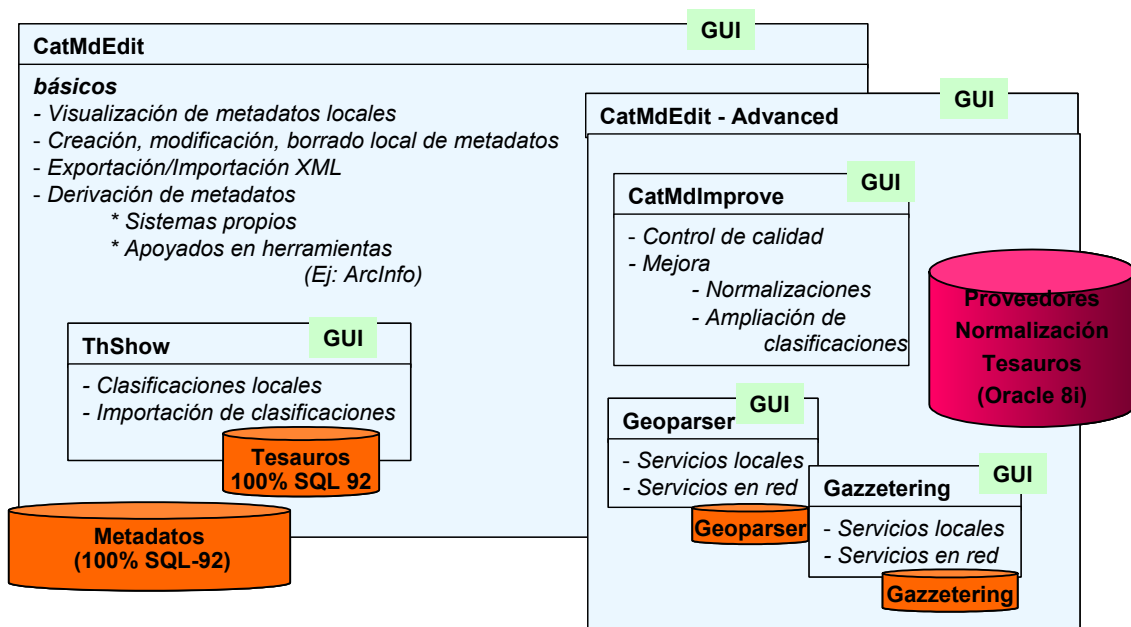 GUI
CatMdEdit
básicos
- Visualización de metadatos locales
- Creación, modificación, borrado local de metadatos
- Exportación/Importación XML
- Derivación de metadatos
* Sistemas propios
* Apoyados en herramientas
(Ej: ArcInfo)
GUI
ThShow
- Clasificaciones locales
- Importación de clasificaciones
Tesauros
100% SQL 92
Metadatos
(100% SQL-92)
GUI
CatMdEdit - Advanced
GUI
CatMdImprove
- Control de calidad
- Mejora
- Normalizaciones
- Ampliación de
clasificaciones
Proveedores
Normalización
Tesauros
(Oracle 8i)
GUI
Geoparser
- Servicios locales
- Servicios en red
Geoparser
GUI
Gazzetering
- Servicios locales
- Servicios en red
Gazzetering